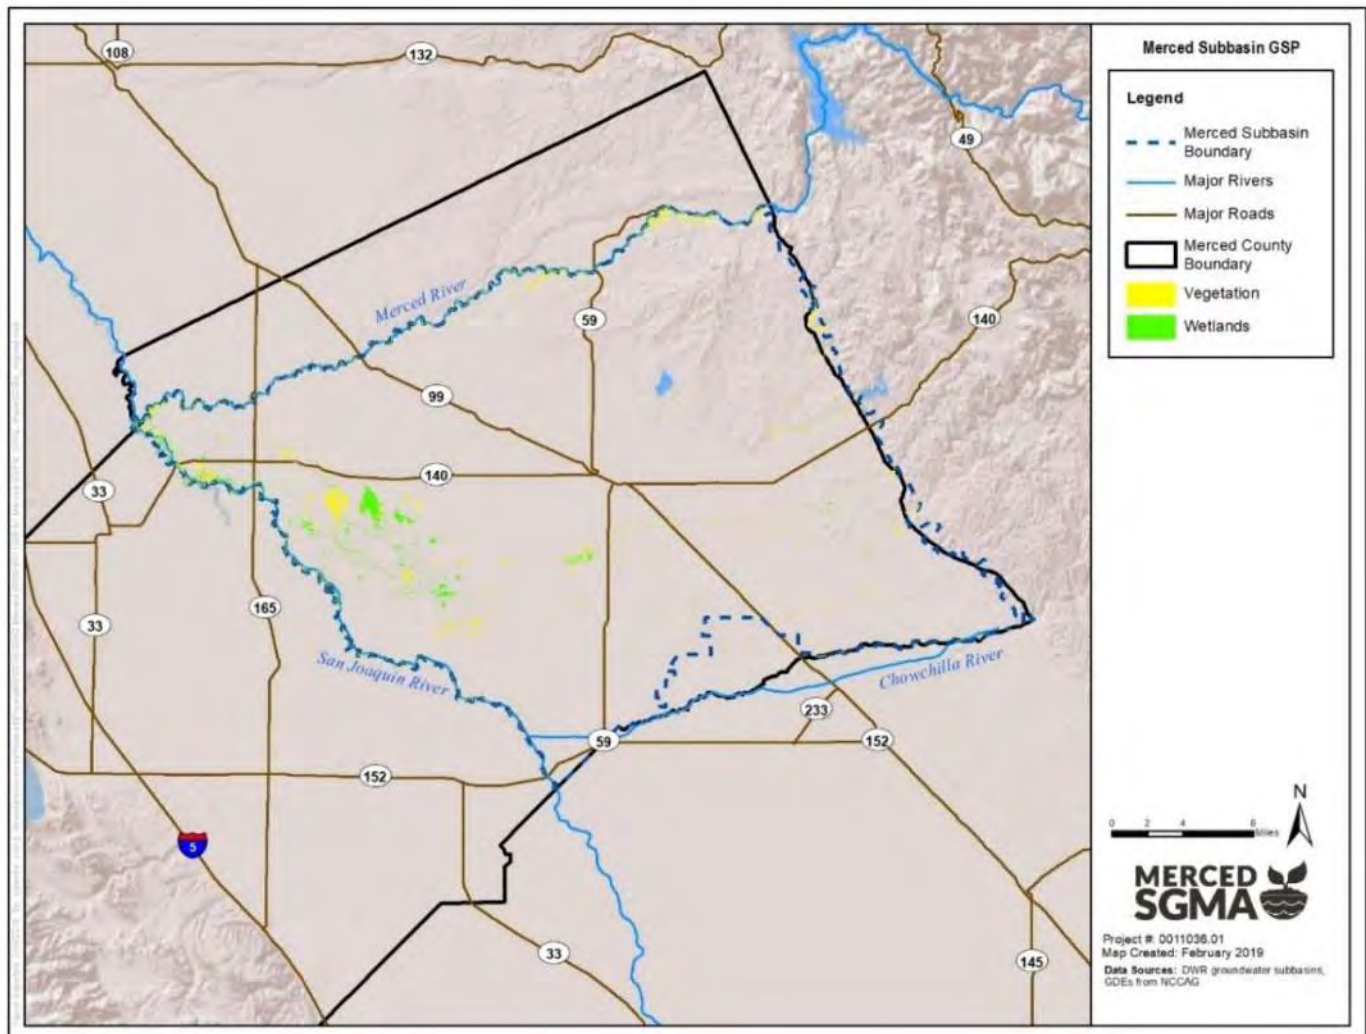 Merced Subbasin GSP
Legend
Merced Subbasin
Boundary
Major Rivers
Major Roads
Merced County
Boundary
Vegetation
Wetlands
108
132
49
Merced River
59
140
99
140
33
165
33
San Joaquin River
Chowchilla River
233
59
152
152
5
33
145
N
0 2 4 8 Miles
MERCED
SGMA
Project #: 0011036.01
Map Created: February 2019
Data Sources: DWR groundwater subbasins,
GDEs from NCCAG